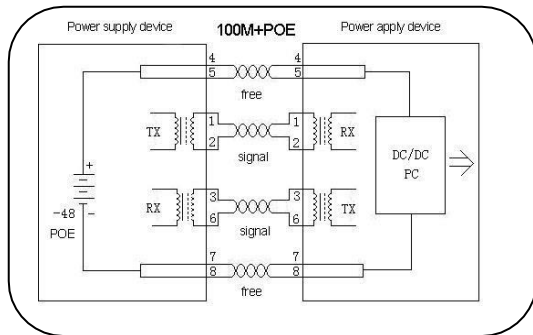 Power supply device 100M+POE Power apply device
4 4
5 5
free
TX 1 1 RX
2 2
signal
DC/DC
PC
+
-48 -
POE
RX 3 3 TX
6 6
signal
7 7
8 8
free